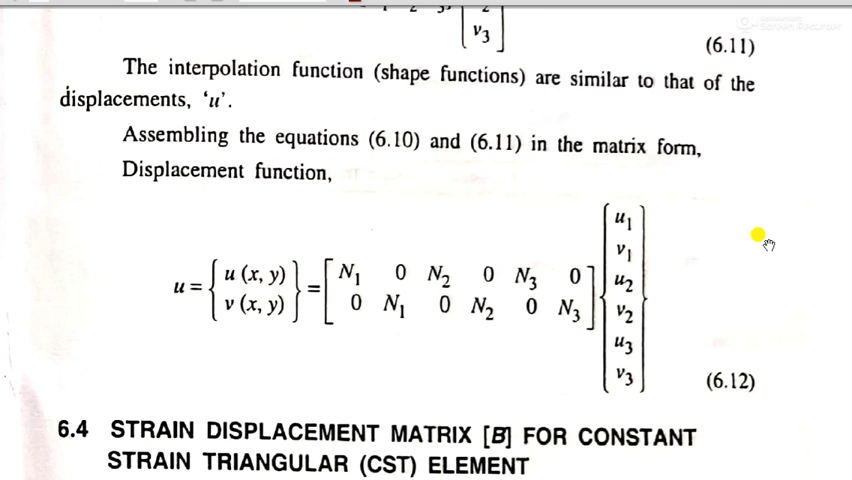 v3
(6.11)
The interpolation function (shape functions) are similar to that of the
displacements, ‘u’.
Assembling the equations (6.10) and (6.11) in the matrix form,
Displacement function,
u = { u (x, y) v (x, y) } = [ N1 0 N2 0 N3 0 0 N1 0 N2 0 N3 ] { u1 v1 u2 v2 u3 v3 }
(6.12)
6.4 STRAIN DISPLACEMENT MATRIX [B] FOR CONSTANT
STRAIN TRIANGULAR (CST) ELEMENT